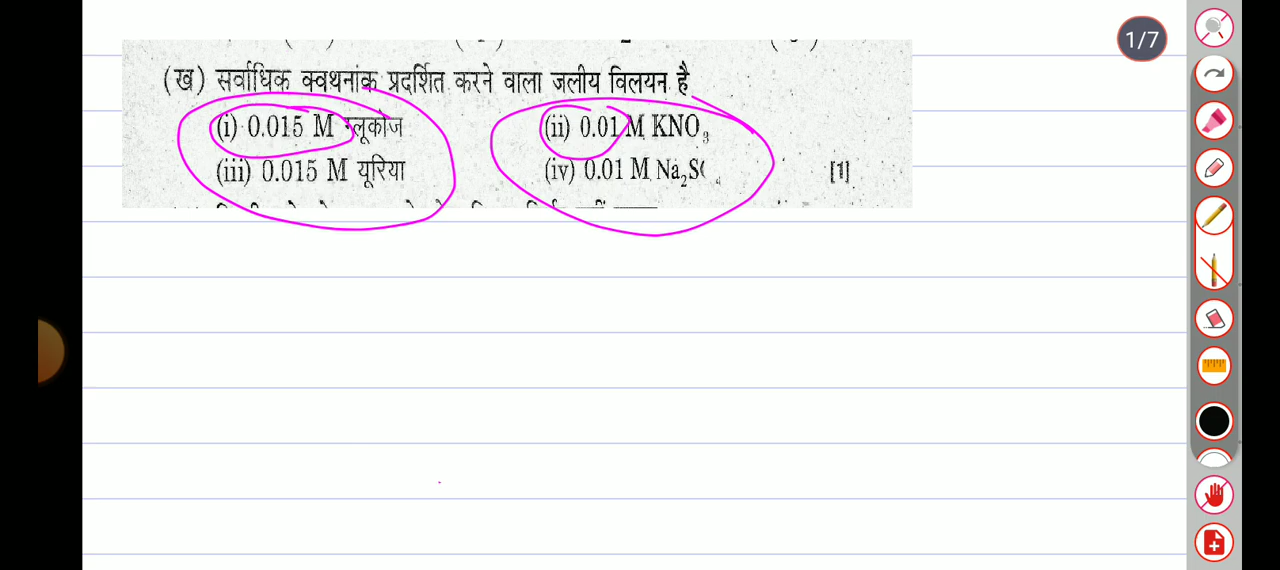 1/7
(ख) सर्वाधिक क्वथनांक प्रदर्शित करने वाला जलीय विलयन है
(i) 0.015 M ग्लूकोज (ii) 0.01 M KNO₃
(iii) 0.015 M यूरिया (iv) 0.01 M Na₂S ₄ [1]